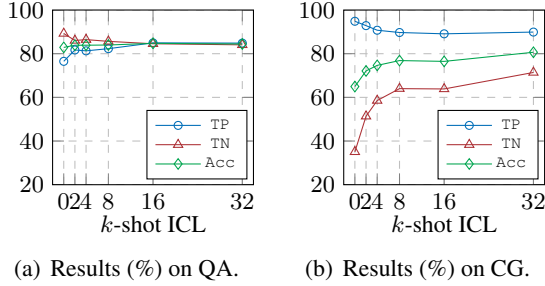 100
80
60
40
20
0 2 4 8 16 32
k-shot ICL
TP
TN
Acc
(a) Results (%) on QA.
100
80
60
40
20
0 2 4 8 16 32
k-shot ICL
TP
TN
Acc
(b) Results (%) on CG.